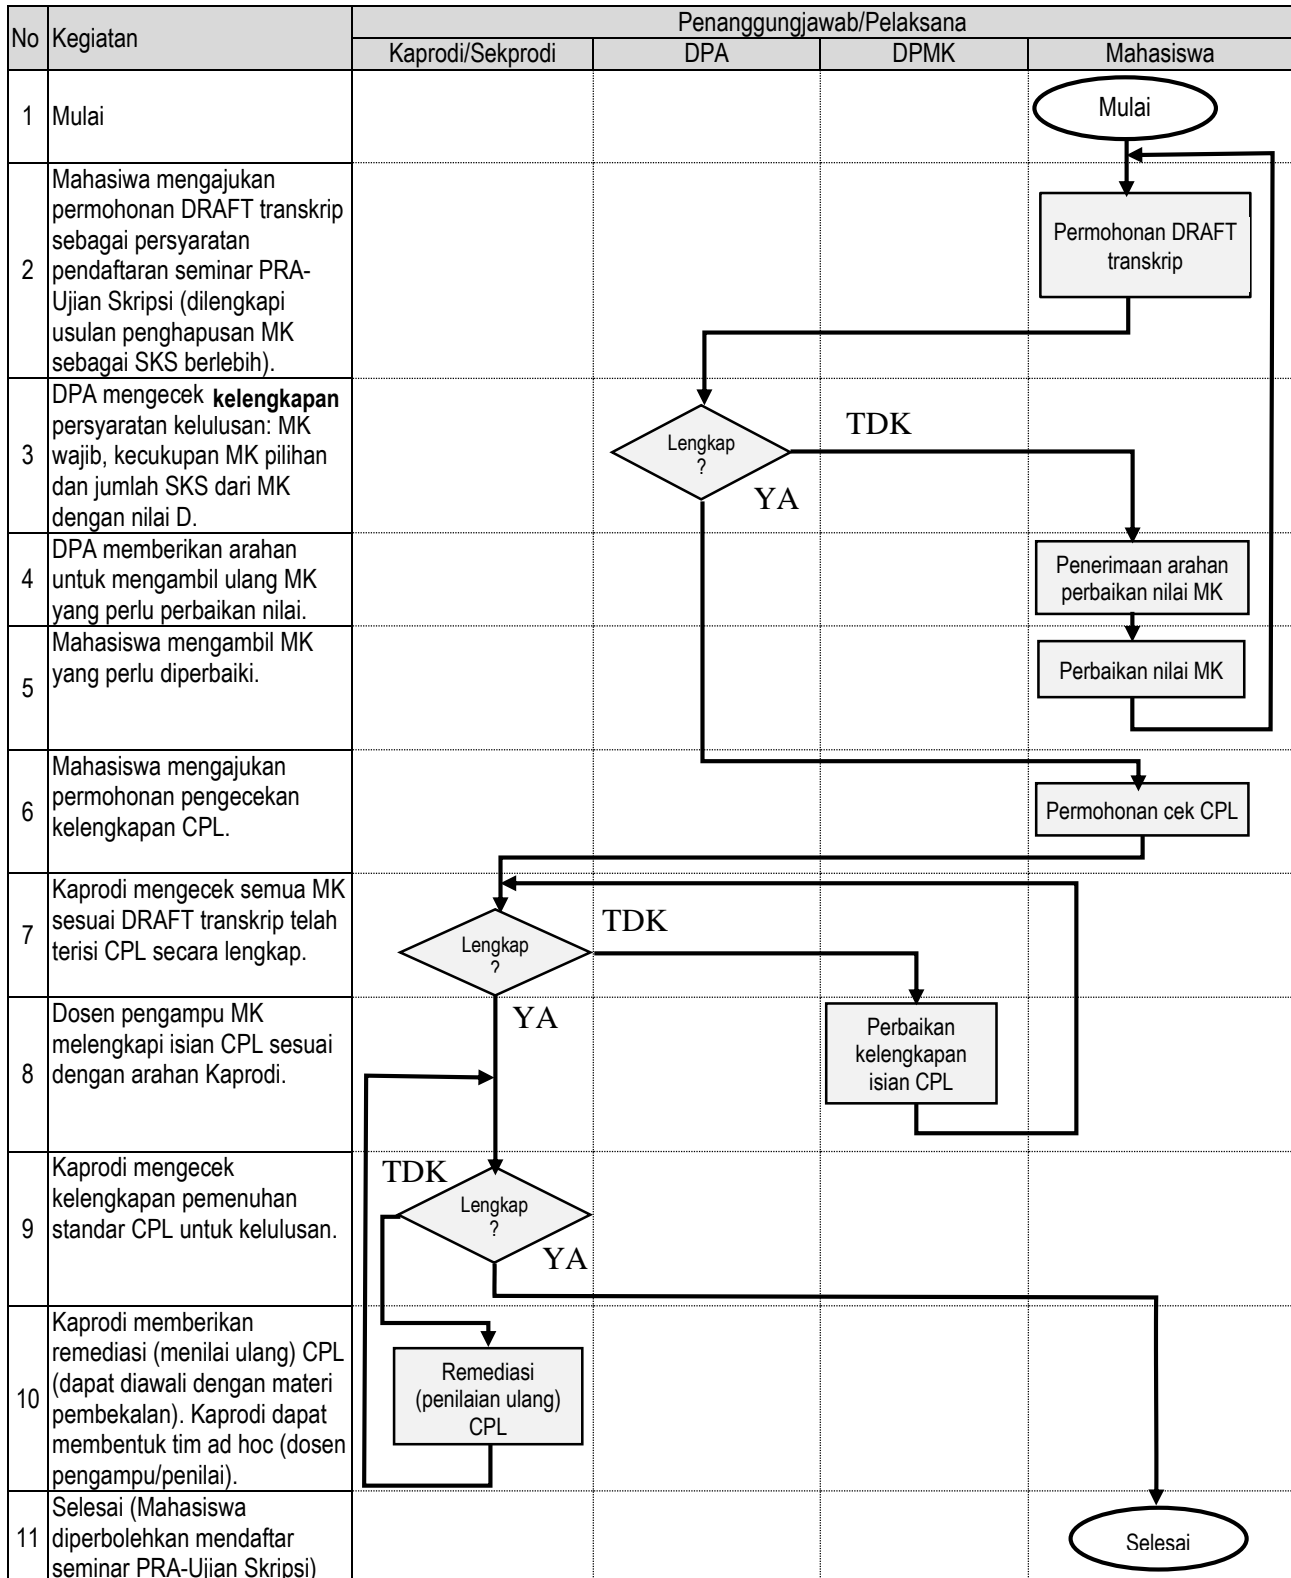 No
Kegiatan
Penanggungjawab/Pelaksana
Kaprodi/Sekprodi
DPA
DPMK
Mahasiswa
1
Mulai
Mulai
2
Mahasiwa mengajukan
permohonan DRAFT transkrip
sebagai persyaratan
pendaftaran seminar PRA-
Ujian Skripsi (dilengkapi
usulan penghapusan MK
sebagai SKS berlebih).
Permohonan DRAFT
transkrip
3
DPA mengecek kelengkapan
persyaratan kelulusan: MK
wajib, kecukupan MK pilihan
dan jumlah SKS dari MK
dengan nilai D.
Lengkap
?
TDK
YA
4
DPA memberikan arahan
untuk mengambil ulang MK
yang perlu perbaikan nilai.
Penerimaan arahan
perbaikan nilai MK
5
Mahasiswa mengambil MK
yang perlu diperbaiki.
Perbaikan nilai MK
6
Mahasiswa mengajukan
permohonan pengecekan
kelengkapan CPL.
Permohonan cek CPL
7
Kaprodi mengecek semua MK
sesuai DRAFT transkrip telah
terisi CPL secara lengkap.
Lengkap
?
TDK
YA
8
Dosen pengampu MK
melengkapi isian CPL sesuai
dengan arahan Kaprodi.
Perbaikan
kelengkapan
isian CPL
9
Kaprodi mengecek
kelengkapan pemenuhan
standar CPL untuk kelulusan.
TDK
Lengkap
?
YA
10
Kaprodi memberikan
remediasi (menilai ulang) CPL
(dapat diawali dengan materi
pembekalan). Kaprodi dapat
membentuk tim ad hoc (dosen
pengampu/penilai).
Remediasi
(penilaian ulang)
CPL
11
Selesai (Mahasiswa
diperbolehkan mendaftar
seminar PRA-Ujian Skripsi)
Selesai